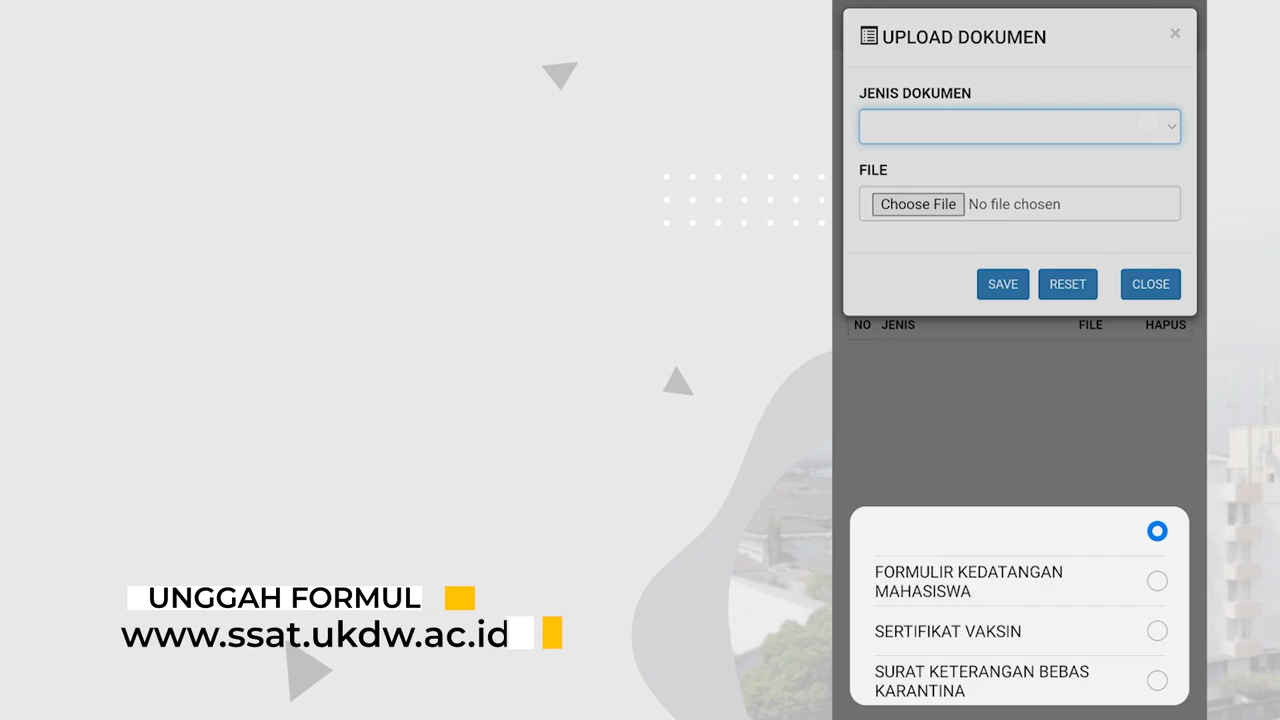 UPLOAD DOKUMEN ×
JENIS DOKUMEN
FILE
Choose File No file chosen
SAVE RESET CLOSE
NO JENIS FILE HAPUS
FORMULIR KEDATANGAN
MAHASISWA
SERTIFIKAT VAKSIN
SURAT KETERANGAN BEBAS
KARANTINA
UNGGAH FORMUL
www.ssat.ukdw.ac.id